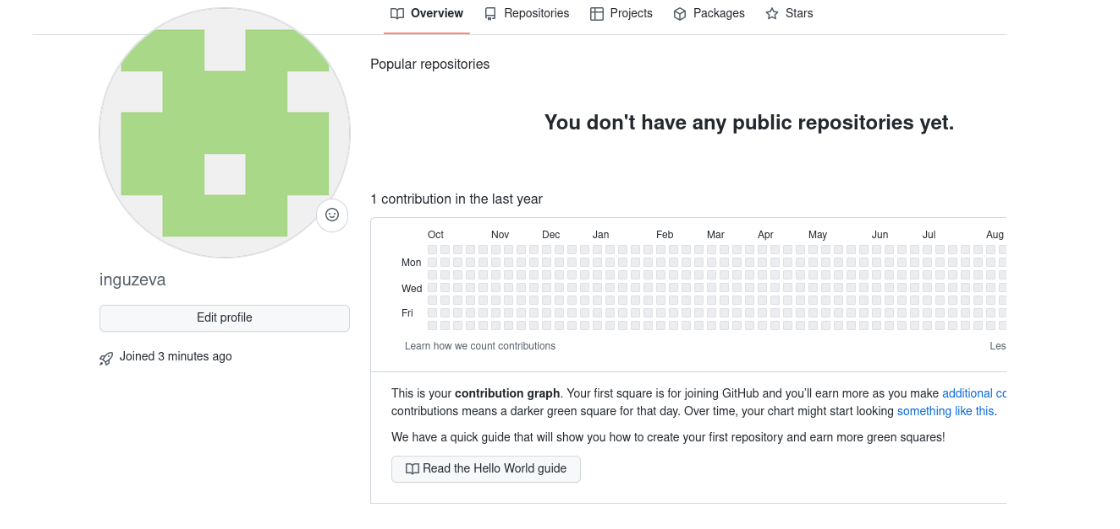 Overview Repositories Projects Packages Stars
Popular repositories
You don't have any public repositories yet.
1 contribution in the last year
Oct Nov Dec Jan Feb Mar Apr May Jun Jul Aug
Mon
Wed
Fri
Learn how we count contributions Les
inguzeva
Edit profile
Joined 3 minutes ago
This is your contribution graph. Your first square is for joining GitHub and you'll earn more as you make additional co
contributions means a darker green square for that day. Over time, your chart might start looking something like this.
We have a quick guide that will show you how to create your first repository and earn more green squares!
Read the Hello World guide